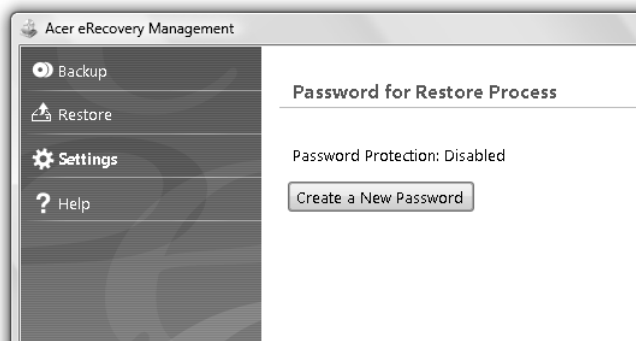 Acer eRecovery Management
Backup
Restore
Settings
Help
Password for Restore Process
Password Protection: Disabled
Create a New Password